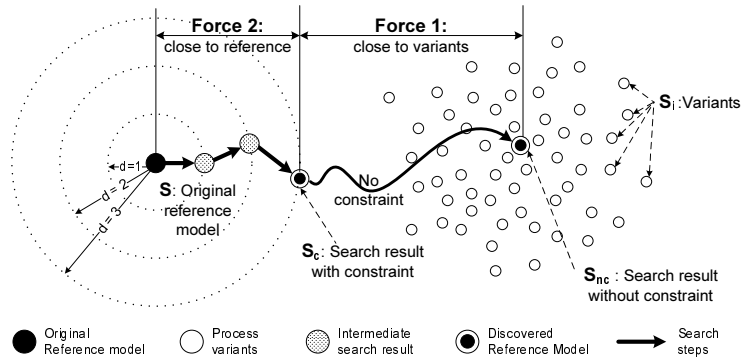 Force 2:
close to reference
Force 1:
close to variants
Si :Variants
d=1
d = 2
d = 3
S: Original
reference
model
No
constraint
Sc: Search result
with constraint
Snc : Search result
without constraint
Original
Reference model
Process
variants
Intermediate
search result
Discovered
Reference Model
Search
steps